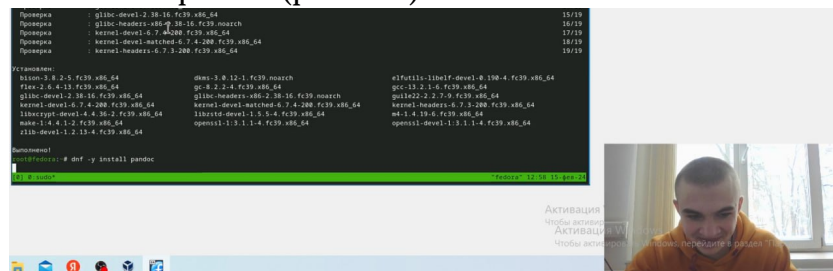 Проверка : glibc-devel-2.38-16.fc39.x86_64 15/19
Проверка : glibc-headers-x86-2.38-16.fc39.noarch 16/19
Проверка : kernel-devel-6.7.4-200.fc39.x86_64 17/19
Проверка : kernel-devel-matched-6.7.4-200.fc39.x86_64 18/19
Проверка : kernel-headers-6.7.3-200.fc39.x86_64 19/19
Установлен:
bison-3.8.2-5.fc39.x86_64 dkms-3.0.12-1.fc39.noarch elfutils-libelf-devel-0.190-4.fc39.x86_64
flex-2.6.4-13.fc39.x86_64 gc-8.2.2-4.fc39.x86_64 gcc-13.2.1-6.fc39.x86_64
glibc-devel-2.38-16.fc39.x86_64 glibc-headers-x86-2.38-16.fc39.noarch guile22-2.2.7-9.fc39.x86_64
kernel-devel-6.7.4-200.fc39.x86_64 kernel-devel-matched-6.7.4-200.fc39.x86_64 kernel-headers-6.7.3-200.fc39.x86_64
libxcrypt-devel-4.4.36-2.fc39.x86_64 libzstd-devel-1.5.5-4.fc39.x86_64 m4-1.4.19-6.fc39.x86_64
make-1:4.4.1-2.fc39.x86_64 openssl-1:3.1.1-4.fc39.x86_64 openssl-devel-1:3.1.1-4.fc39.x86_64
zlib-devel-1.2.13-4.fc39.x86_64
Выполнено!
root@fedora:~# dnf -y install pandoc
[0] 0:sudo* "fedora" 12:58 15-фев-24
Активация
Чтобы активир
Активация W
Чтобы активировать Windows, перейдите в раздел "Па